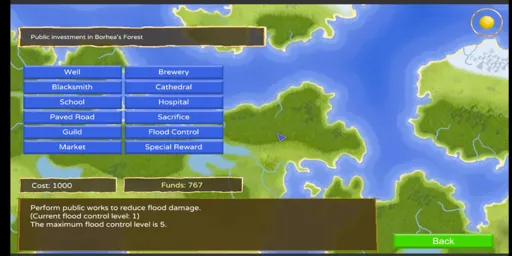 Public investment in Borhea's Forest
Well
Brewery
Blacksmith
Cathedral
School
Hospital
Paved Road
Sacrifice
Guild
Flood Control
Market
Special Reward
Cost: 1000
Funds: 767
Perform public works to reduce flood damage.
(Current flood control level: 1)
The maximum flood control level is 5.
Back